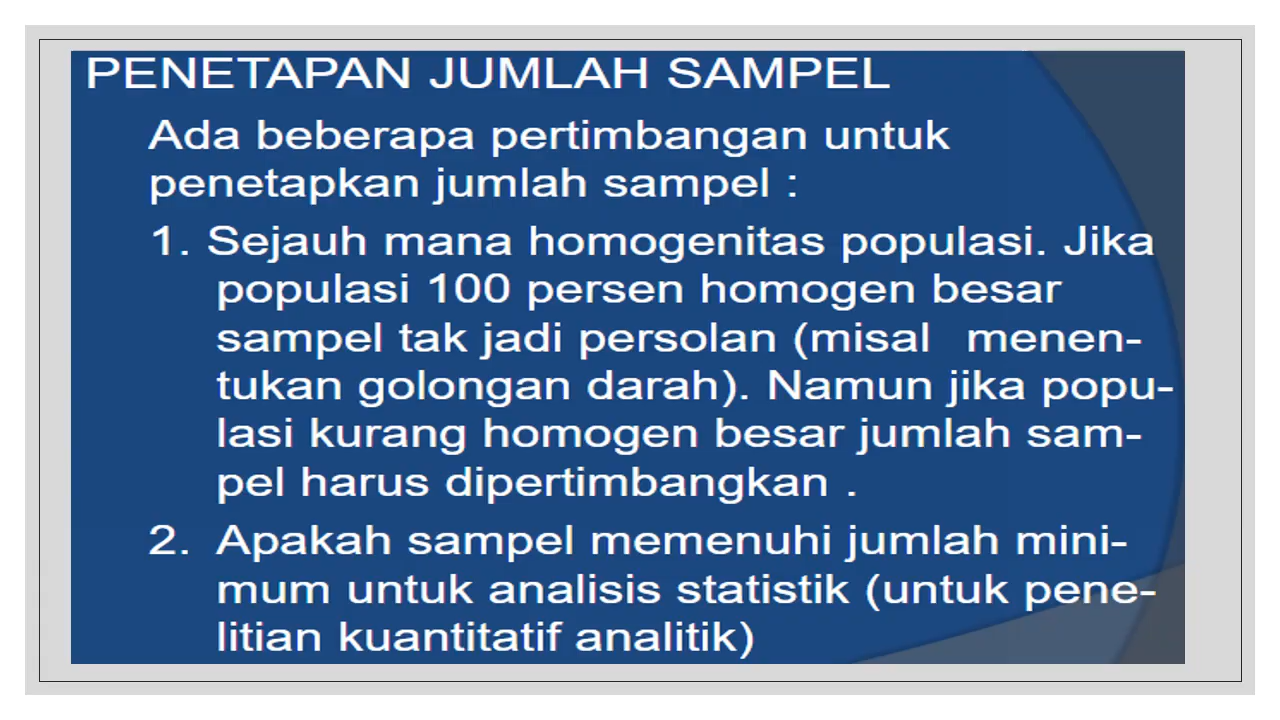 PENETAPAN JUMLAH SAMPEL
Ada beberapa pertimbangan untuk
penetapkan jumlah sampel :
1. Sejauh mana homogenitas populasi. Jika
populasi 100 persen homogen besar
sampel tak jadi persolan (misal menen-
tukan golongan darah). Namun jika popu-
lasi kurang homogen besar jumlah sam-
pel harus dipertimbangkan .
2. Apakah sampel memenuhi jumlah mini-
mum untuk analisis statistik (untuk pene-
litian kuantitatif analitik)